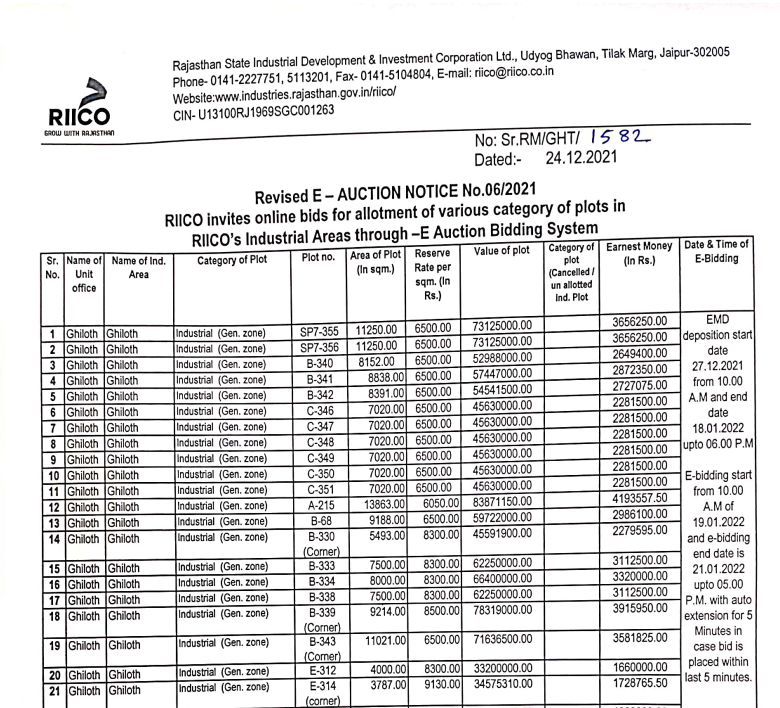 RIICO
GROW WITH RAJASTHAN
Rajasthan State Industrial Development & Investment Corporation Ltd., Udyog Bhawan, Tilak Marg, Jaipur-302005
Phone- 0141-2227751, 5113201, Fax- 0141-5104804, E-mail: riico@riico.co.in
Website:www.industries.rajasthan.gov.in/riico/
CIN- U13100RJ1969SGC001263
No: Sr.RM/GHT/ 1582
Dated:- 24.12.2021
Revised E – AUCTION NOTICE No.06/2021
RIICO invites online bids for allotment of various category of plots in
RIICO's Industrial Areas through –E Auction Bidding System
Sr. No. Name of Unit office Name of Ind. Area Category of Plot Plot no. Area of Plot (In sqm.) Reserve Rate per sqm. (In Rs.) Value of plot Category of plot (Cancelled / un allotted Ind. Plot Earnest Money (In Rs.) Date & Time of E-Bidding
1 Ghiloth Ghiloth Industrial (Gen. zone) SP7-355 11250.00 6500.00 73125000.00 3656250.00
2 Ghiloth Ghiloth Industrial (Gen. zone) SP7-356 11250.00 6500.00 73125000.00 3656250.00
3 Ghiloth Ghiloth Industrial (Gen. zone) B-340 8152.00 6500.00 52988000.00 2649400.00
4 Ghiloth Ghiloth Industrial (Gen. zone) B-341 8838.00 6500.00 57447000.00 2872350.00
5 Ghiloth Ghiloth Industrial (Gen. zone) B-342 8391.00 6500.00 54541500.00 2727075.00
6 Ghiloth Ghiloth Industrial (Gen. zone) C-346 7020.00 6500.00 45630000.00 2281500.00
7 Ghiloth Ghiloth Industrial (Gen. zone) C-347 7020.00 6500.00 45630000.00 2281500.00
8 Ghiloth Ghiloth Industrial (Gen. zone) C-348 7020.00 6500.00 45630000.00 2281500.00
9 Ghiloth Ghiloth Industrial (Gen. zone) C-349 7020.00 6500.00 45630000.00 2281500.00
10 Ghiloth Ghiloth Industrial (Gen. zone) C-350 7020.00 6500.00 45630000.00 2281500.00
11 Ghiloth Ghiloth Industrial (Gen. zone) C-351 7020.00 6500.00 45630000.00 2281500.00
12 Ghiloth Ghiloth Industrial (Gen. zone) A-215 13863.00 6050.00 83871150.00 4193557.50
13 Ghiloth Ghiloth Industrial (Gen. zone) B-68 9188.00 6500.00 59722000.00 2986100.00
14 Ghiloth Ghiloth Industrial (Gen. zone) B-330 (Corner) 5493.00 8300.00 45591900.00 2279595.00
15 Ghiloth Ghiloth Industrial (Gen. zone) B-333 7500.00 8300.00 62250000.00 3112500.00
16 Ghiloth Ghiloth Industrial (Gen. zone) B-334 8000.00 8300.00 66400000.00 3320000.00
17 Ghiloth Ghiloth Industrial (Gen. zone) B-338 7500.00 8300.00 62250000.00 3112500.00
18 Ghiloth Ghiloth Industrial (Gen. zone) B-339 (Corner) 9214.00 8500.00 78319000.00 3915950.00
19 Ghiloth Ghiloth Industrial (Gen. zone) B-343 (Corner) 11021.00 6500.00 71636500.00 3581825.00
20 Ghiloth Ghiloth Industrial (Gen. zone) E-312 4000.00 8300.00 33200000.00 1660000.00
21 Ghiloth Ghiloth Industrial (Gen. zone) E-314 (corner) 3787.00 9130.00 34575310.00 1728765.50
EMD
deposition start
date
27.12.2021
from 10.00
A.M and end
date
18.01.2022
upto 06.00 P.M
E-bidding start
from 10.00
A.M of
19.01.2022
and e-bidding
end date is
21.01.2022
upto 05.00
P.M. with auto
extension for 5
Minutes in
case bid is
placed within
last 5 minutes.